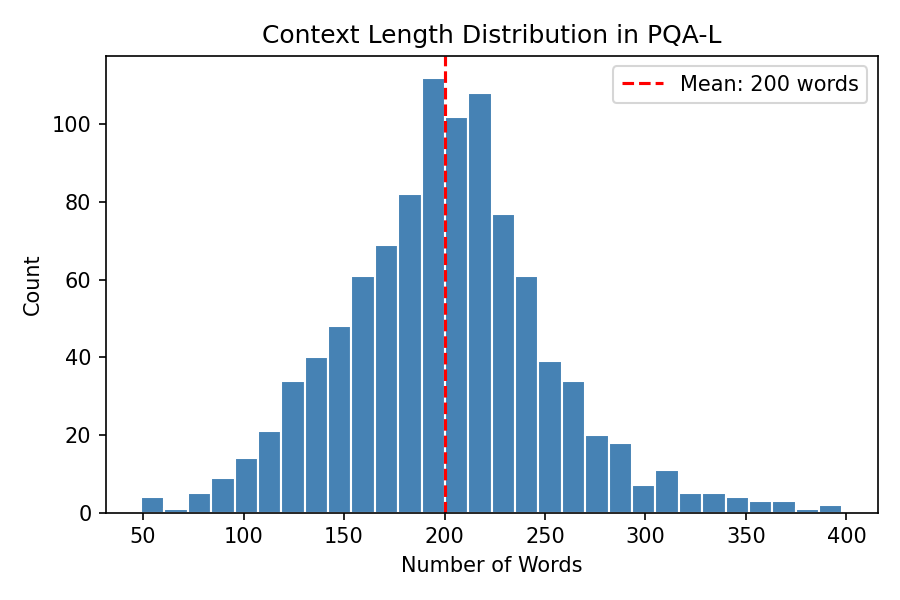 Context Length Distribution in PQA-L
Mean: 200 words
Count
100
80
60
40
20
0
50 100 150 200 250 300 350 400
Number of Words